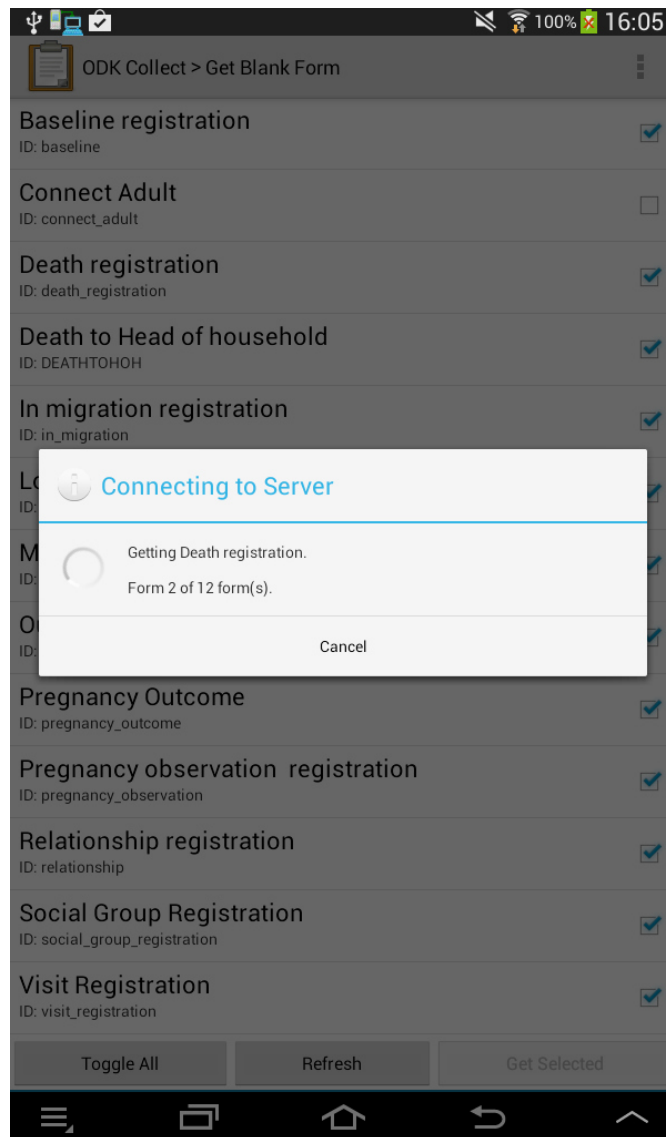 100% 16:05
ODK Collect > Get Blank Form
Baseline registration
ID: baseline
Connect Adult
ID: connect_adult
Death registration
ID: death_registration
Death to Head of household
ID: DEATHTOHOH
In migration registration
ID: in_migration
Connecting to Server
ID:
Getting Death registration.
ID:
Form 2 of 12 form(s).
ID:
Cancel
Pregnancy Outcome
ID: pregnancy_outcome
Pregnancy observation registration
ID: pregnancy_observation
Relationship registration
ID: relationship
Social Group Registration
ID: social_group_registration
Visit Registration
ID: visit_registration
Toggle All Refresh Get Selected